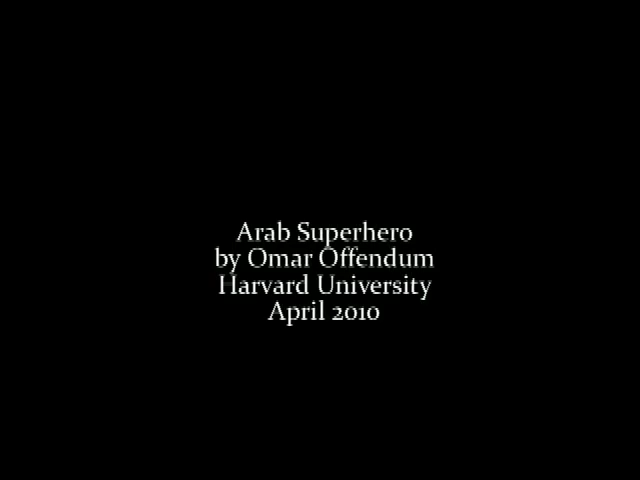 Arab Superhero
by Omar Offendum
Harvard University
April 2010